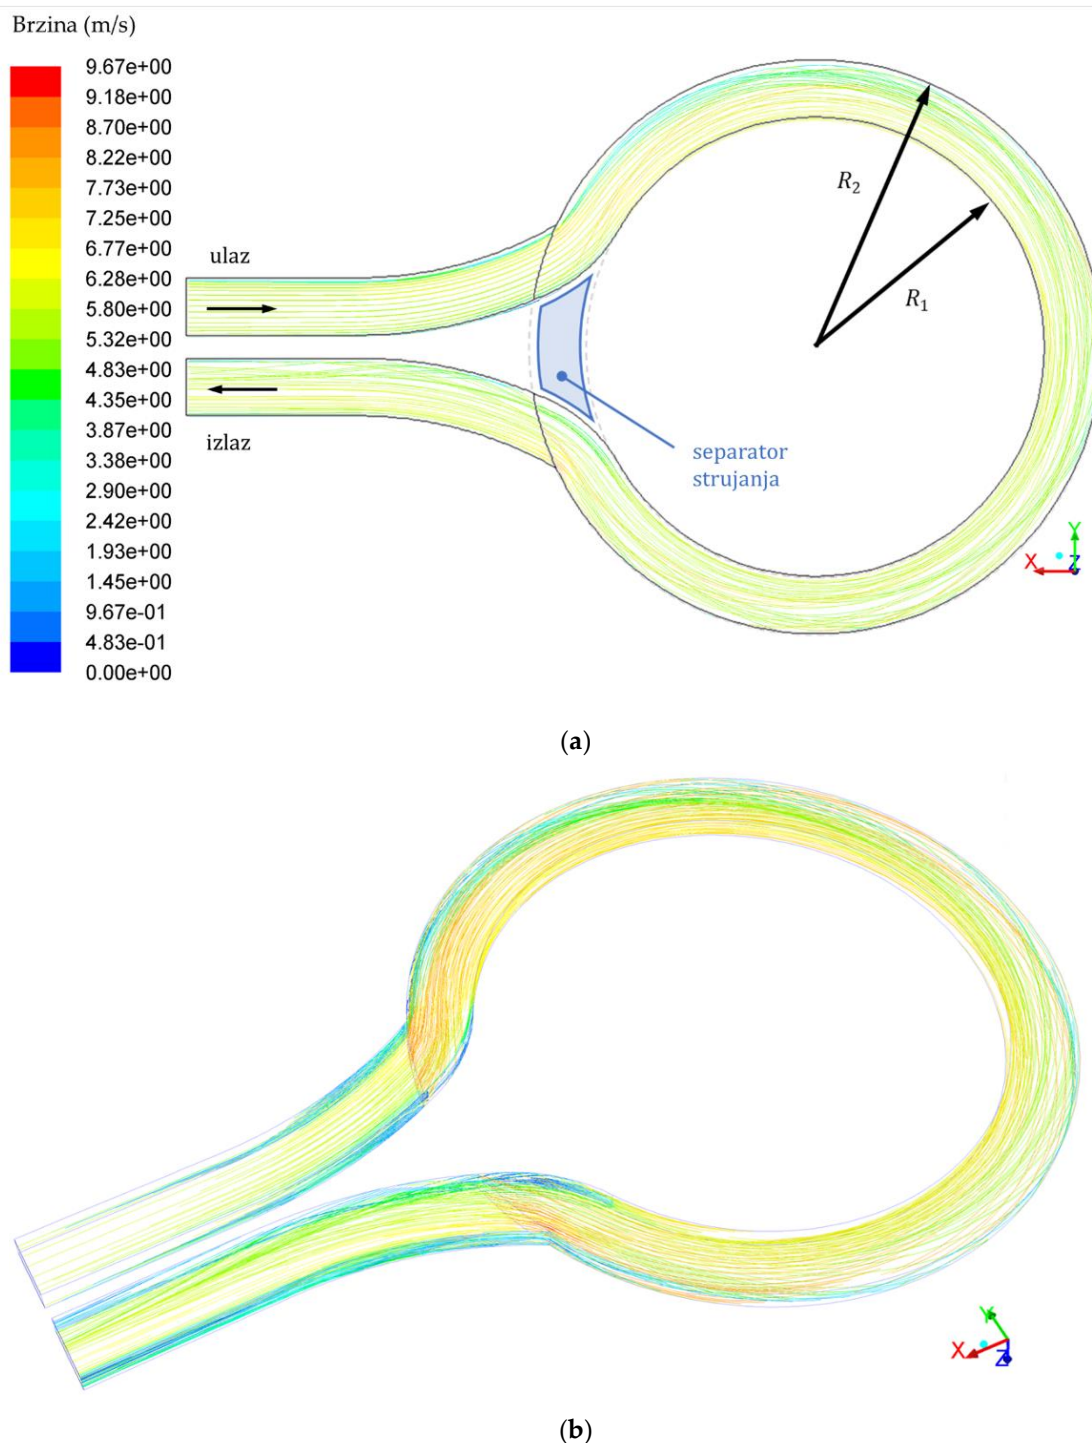 Brzina (m/s)
9.67e+00
9.18e+00
8.70e+00
8.22e+00
7.73e+00
7.25e+00
6.77e+00
6.28e+00
5.80e+00
5.32e+00
4.83e+00
4.35e+00
3.87e+00
3.38e+00
2.90e+00
2.42e+00
1.93e+00
1.45e+00
9.67e-01
4.83e-01
0.00e+00
ulaz
izlaz
R₂
R₁
separator
strujanja
Y
X
Z
(a)
Y
X
Z
(b)